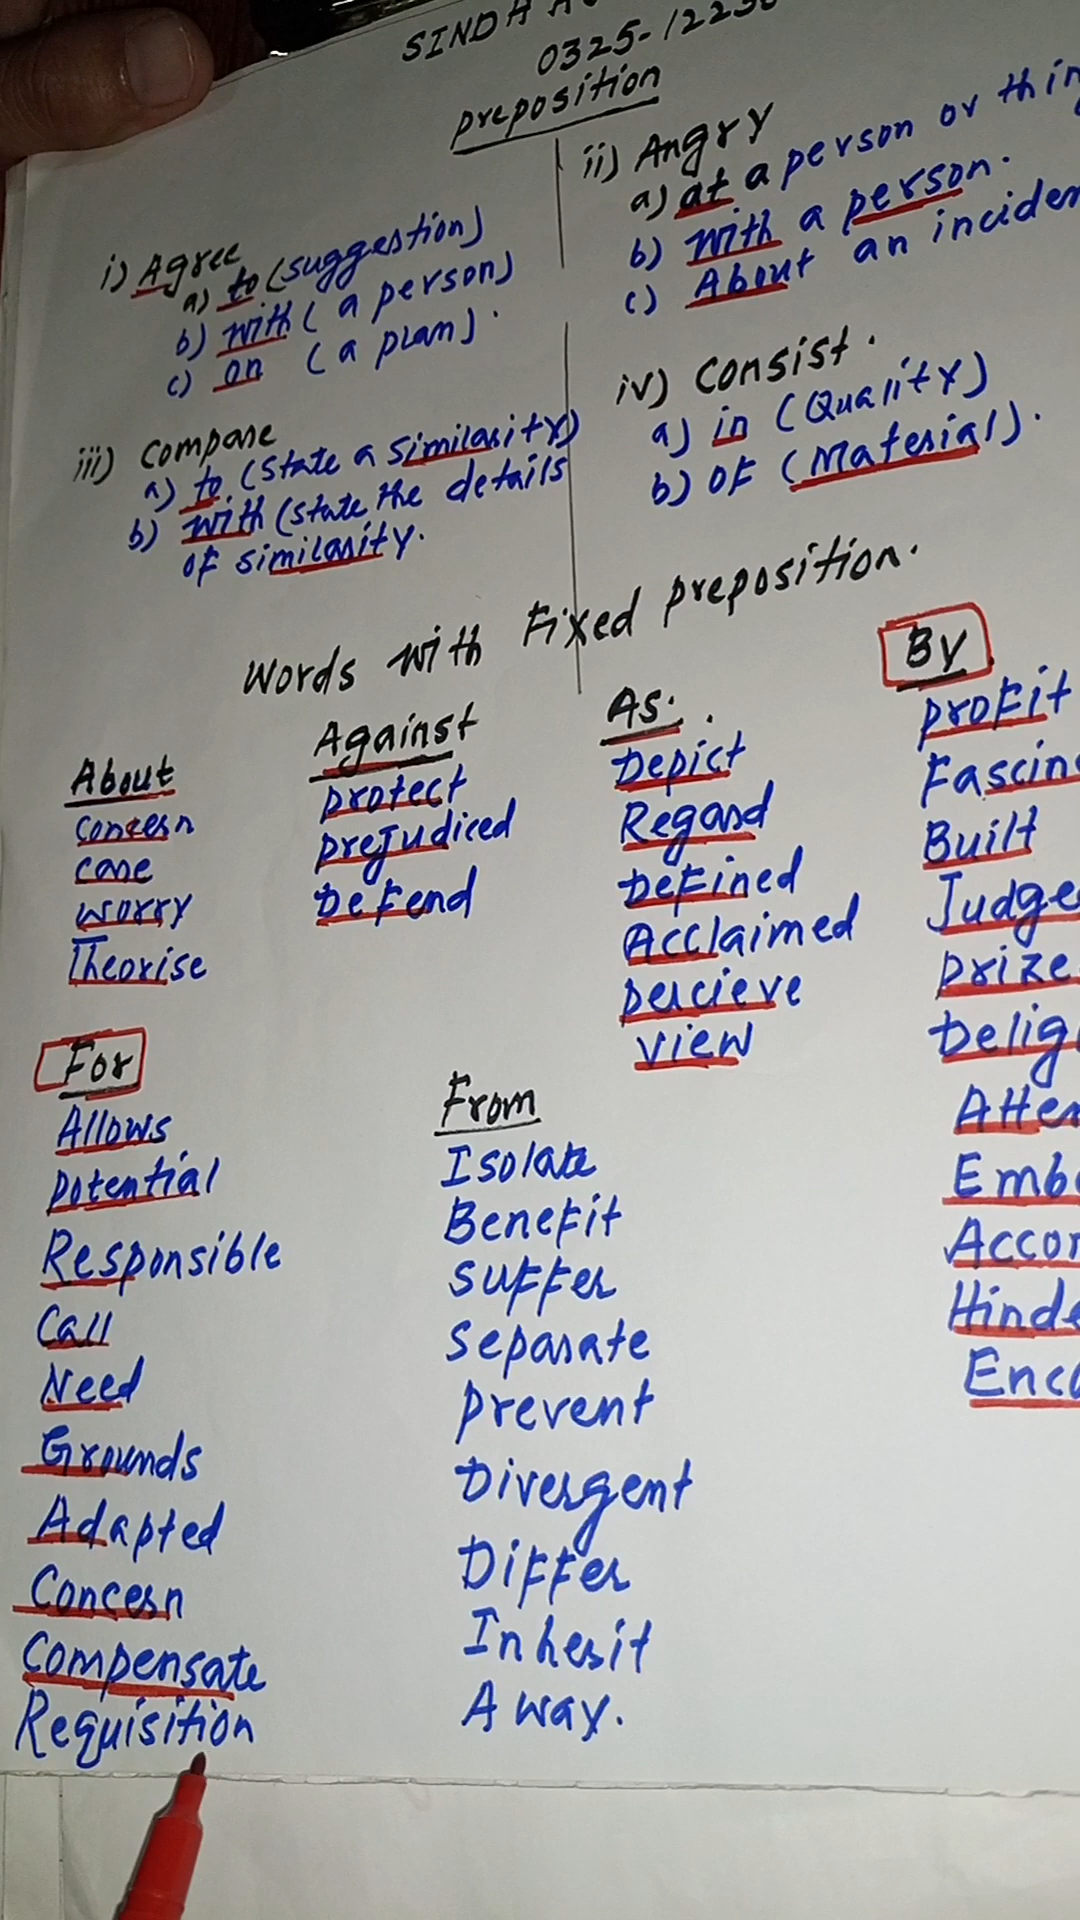 SINDH
0325-1223
preposition
i) Agree
a) to (suggestion)
b) with ( a person)
c) on ( a plan).
ii) Angry
a) at a person or
b) with a person.
c) About an
iii) compare
a) to. (state a similarity)
b) with (state the details
of similarity.
iv) consist.
a) in (Quality)
b) of (Material).
Words with Fixed preposition.
About
concern
care
worry
Theorise
Against
protect
prejudiced
Defend
As.
Depict
Regard
Defined
Acclaimed
percieve
view
By
profit
Built
prize
For
Allows
potential
Responsible
Call
Need
Grounds
Adapted
Concern
Compensate
Requisition
From
Isolate
Benefit
suffer
separate
prevent
Divergent
Differ
Inherit
Away.